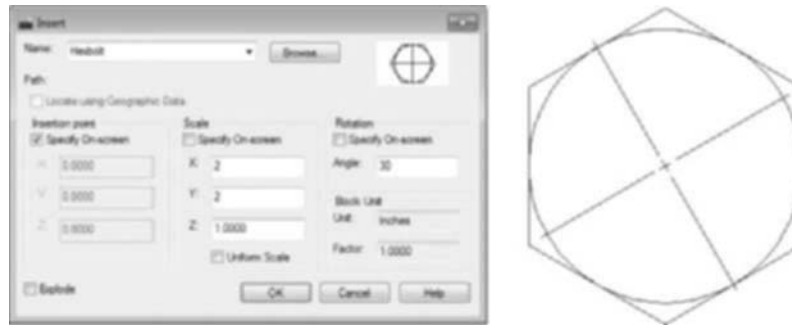 Insert
Name: Hexbolt Browse...
Path:
Locate using Geographic Data
Insertion point Scale Rotation
Specify On-screen Specify On-screen Specify On-screen
X: 0.0000 X: 2 Angle: 30
Y: 0.0000 Y: 2 Block Unit
Unit: Inches
Z: 0.0000 Z: 1.0000
Factor: 1.0000
Uniform Scale
Explode OK Cancel Help